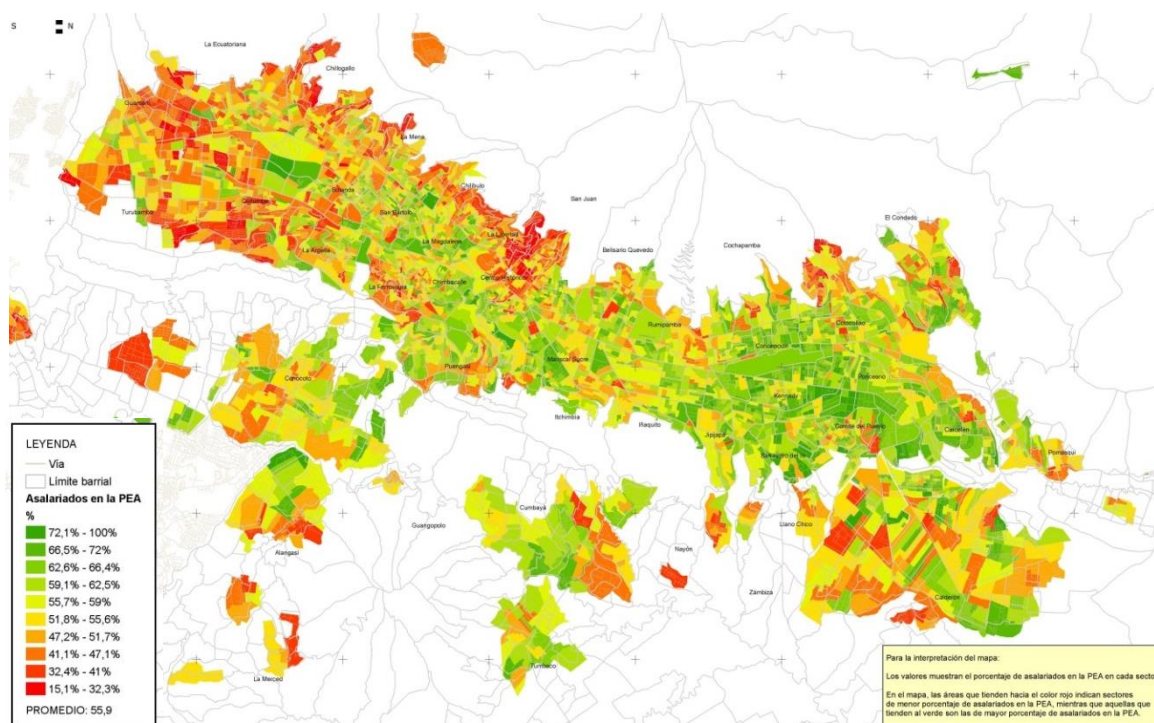 S N
La Ecuatoriana
Chillogallo
Guamaní
La Mena
Turubamba
Quitumbe
Solanda
San Bartolo
Chilibulo
San Juan
La Argelia
La Magdalena
La Libertad
Centro Histórico
La Ferroviaria
Chimbacalle
Belisario Quevedo
Cochapamba
El Condado
Rumipamba
Cotocollao
Concepción
Ponceano
Conocoto
Puengasí
Mariscal Sucre
Kennedy
Itchimbía
Iñaquito
Jipijapa
Comité del Pueblo
Carcelén
San Isidro del Inca
Pomasqui
Cumbayá
Guangopolo
Alangasí
Nayón
Llano Chico
Zámbiza
Calderón
Tumbaco
La Merced
LEYENDA
Vía
Límite barrial
Asalariados en la PEA
%
72,1% - 100%
66,5% - 72%
62,6% - 66,4%
59,1% - 62,5%
55,7% - 59%
51,8% - 55,6%
47,2% - 51,7%
41,1% - 47,1%
32,4% - 41%
15,1% - 32,3%
PROMEDIO: 55,9
Para la interpretación del mapa:
Los valores muestran el porcentaje de asalariados en la PEA en cada secto
En el mapa, las áreas que tienden hacia el color rojo indican sectores
de menor porcentaje de asalariados en la PEA, mientras que aquellas que
tienden al verde son las de mayor porcentaje de asalariados en la PEA.